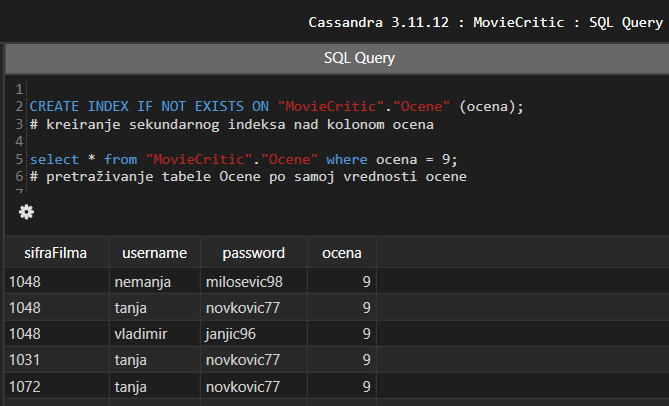 Cassandra 3.11.12 : MovieCritic : SQL Query
SQL Query
1
2 CREATE INDEX IF NOT EXISTS ON "MovieCritic"."Ocene" (ocena);
3 # kreiranje sekundarnog indeksa nad kolonom ocena
4
5 select * from "MovieCritic"."Ocene" where ocena = 9;
6 # pretraživanje tabele Ocene po samoj vrednosti ocene
7
sifraFilma username password ocena
1048 nemanja milosevic98 9
1048 tanja novkovic77 9
1048 vladimir janjic96 9
1031 tanja novkovic77 9
1072 tanja novkovic77 9